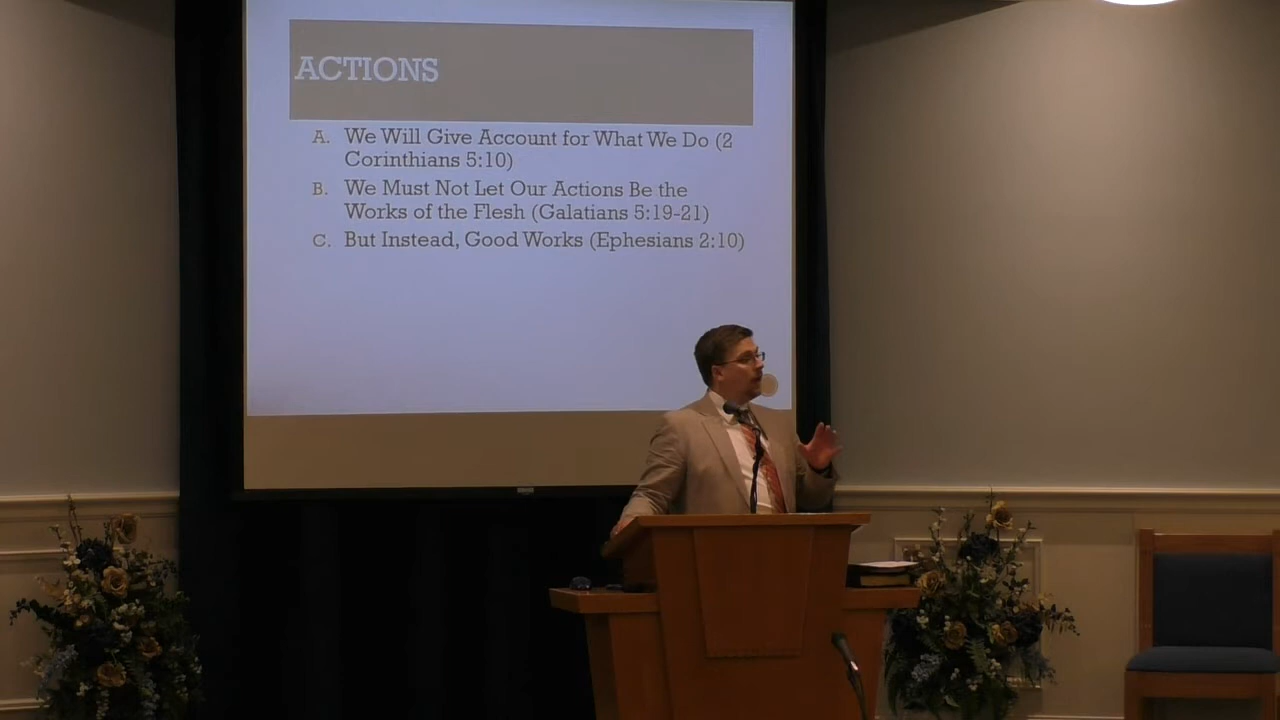 ACTIONS
A. We Will Give Account for What We Do (2
Corinthians 5:10)
B. We Must Not Let Our Actions Be the
Works of the Flesh (Galatians 5:19-21)
C. But Instead, Good Works (Ephesians 2:10)